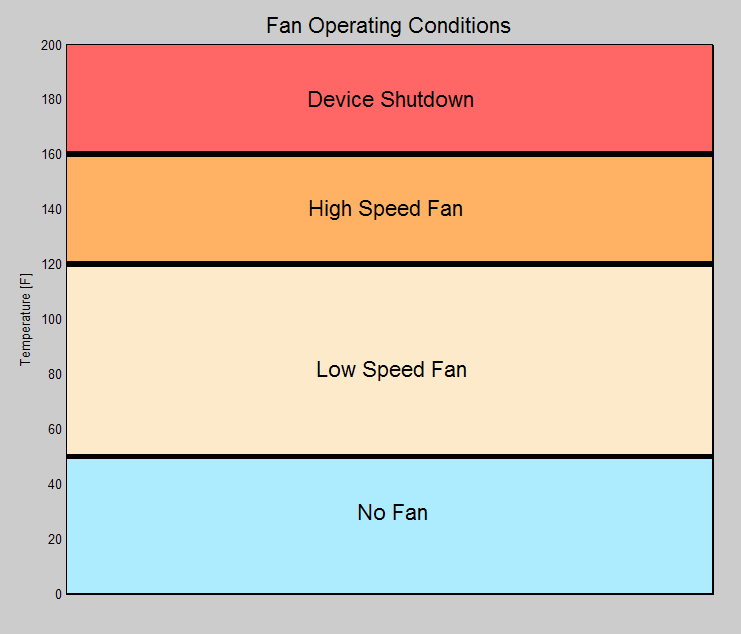 Fan Operating Conditions
200
Device Shutdown
180
160
High Speed Fan
140
120
Temperature [F]
100
Low Speed Fan
80
60
40
No Fan
20
0